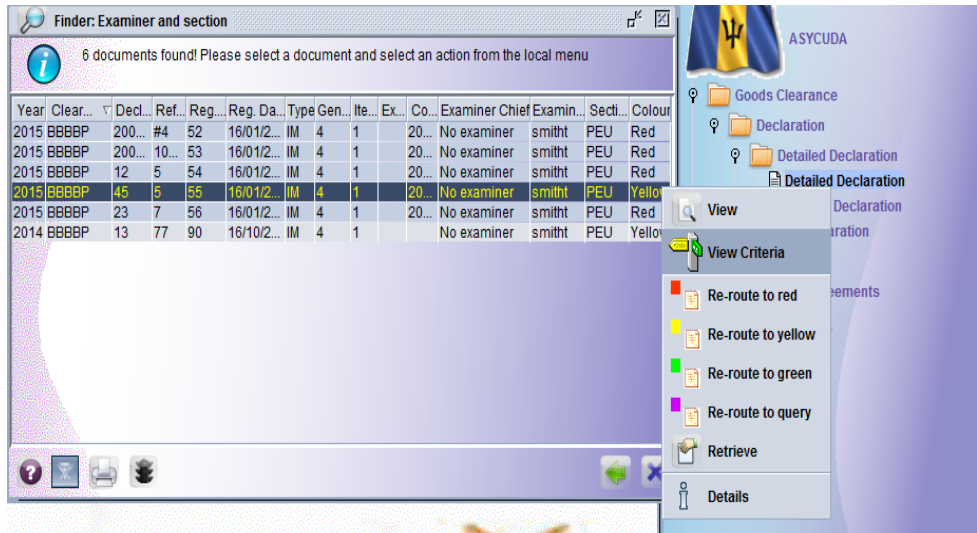 Finder: Examiner and section
6 documents found! Please select a document and select an action from the local menu
Year Clear... Decl... Ref... Reg... Reg. Da... Type Gen... Ite... Ex... Co... Examiner Chief Examin... Secti... Colour
2015 BBBBP 200... #4 52 16/01/2... IM 4 1 20... No examiner smitht PEU Red
2015 BBBBP 200... 10... 53 16/01/2... IM 4 1 20... No examiner smitht PEU Red
2015 BBBBP 12 5 54 16/01/2... IM 4 1 20... No examiner smitht PEU Red
2015 BBBBP 45 5 55 16/01/2... IM 4 1 20... No examiner smitht PEU Yellow
2015 BBBBP 23 7 56 16/01/2... IM 4 1 20... No examiner smitht PEU Red
2014 BBBBP 13 77 90 16/10/2... IM 4 1 No examiner smitht PEU Yellow
ASYCUDA
Goods Clearance
Declaration
Detailed Declaration
Detailed Declaration
Declaration
aration
eements
View
View Criteria
Re-route to red
Re-route to yellow
Re-route to green
Re-route to query
Retrieve
Details